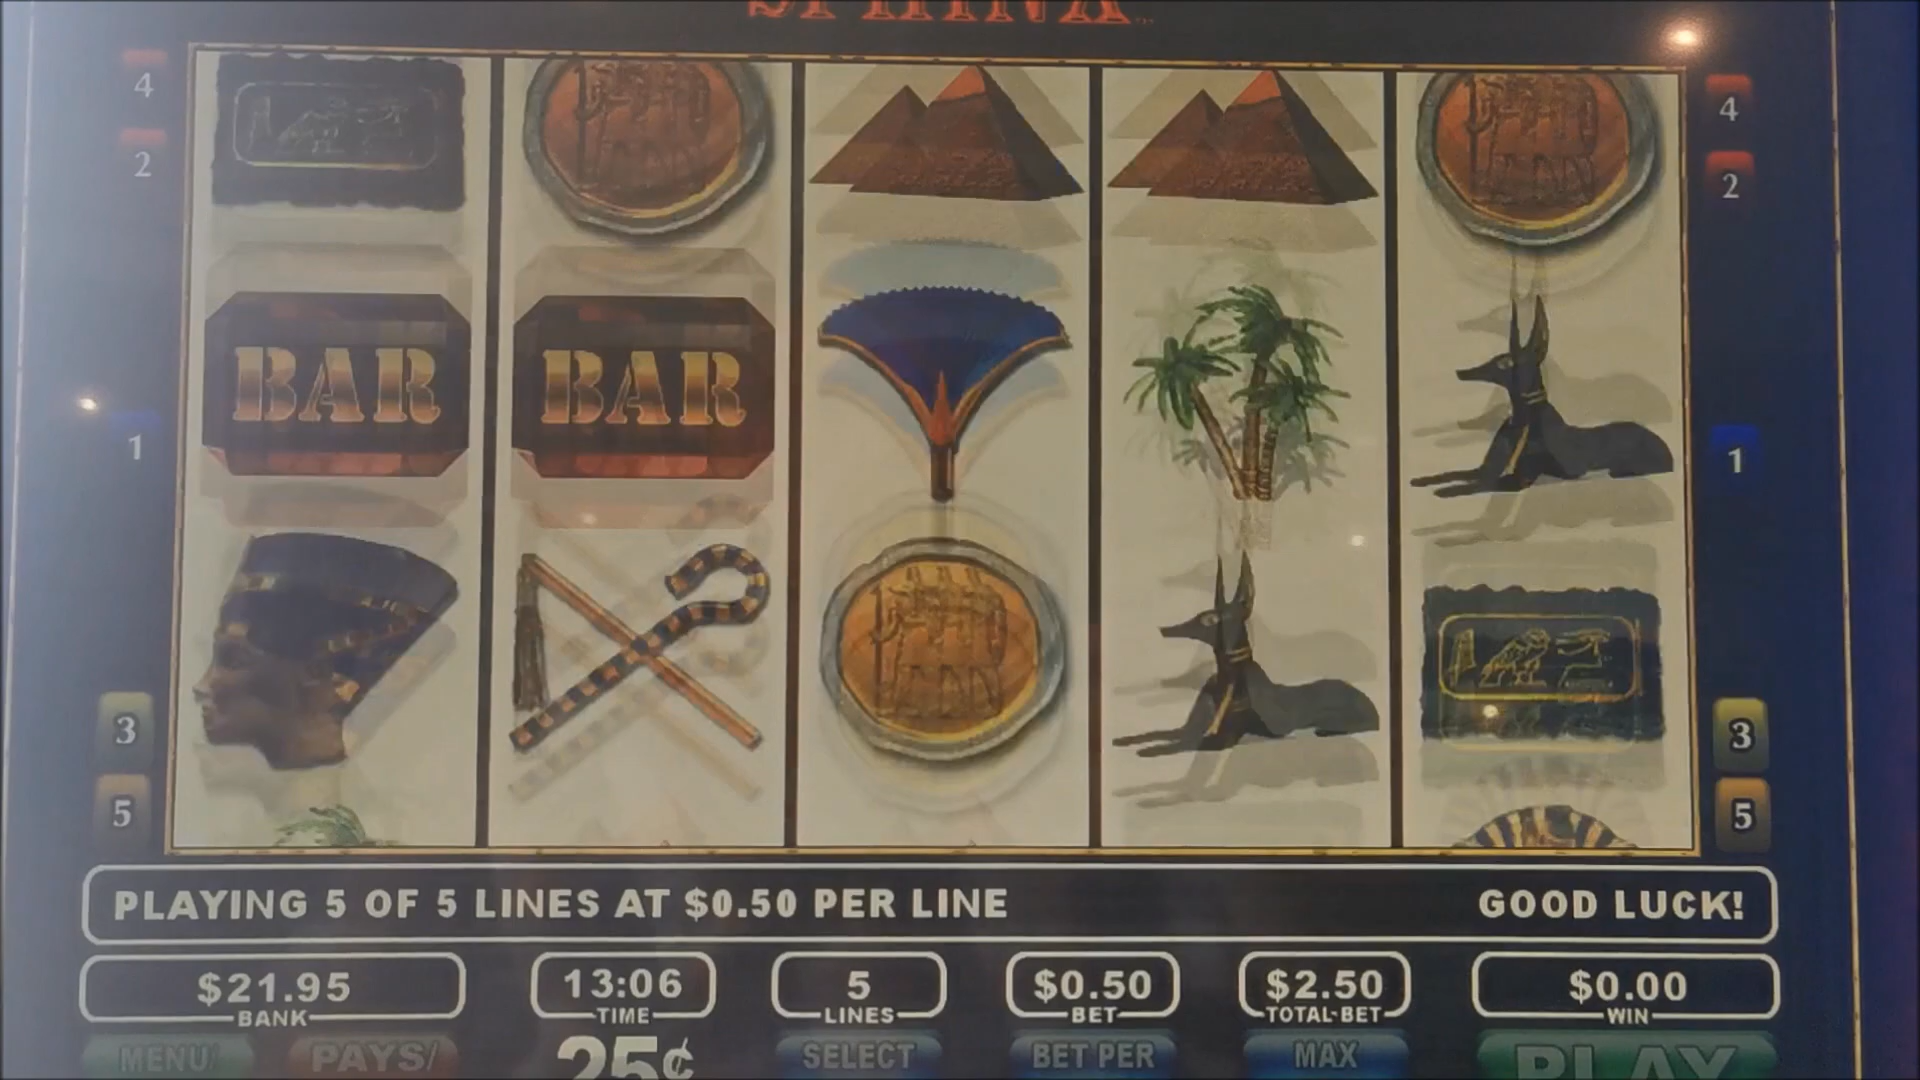 SPHINX
4 4
2 2
BAR BAR
1 1
3 3
5 5
PLAYING 5 OF 5 LINES AT $0.50 PER LINE GOOD LUCK!
$21.95 13:06 5 $0.50 $2.50 $0.00
BANK TIME LINES BET TOTAL-BET WIN
MENU/ PAYS/ 25¢ SELECT BET PER MAX PLAY